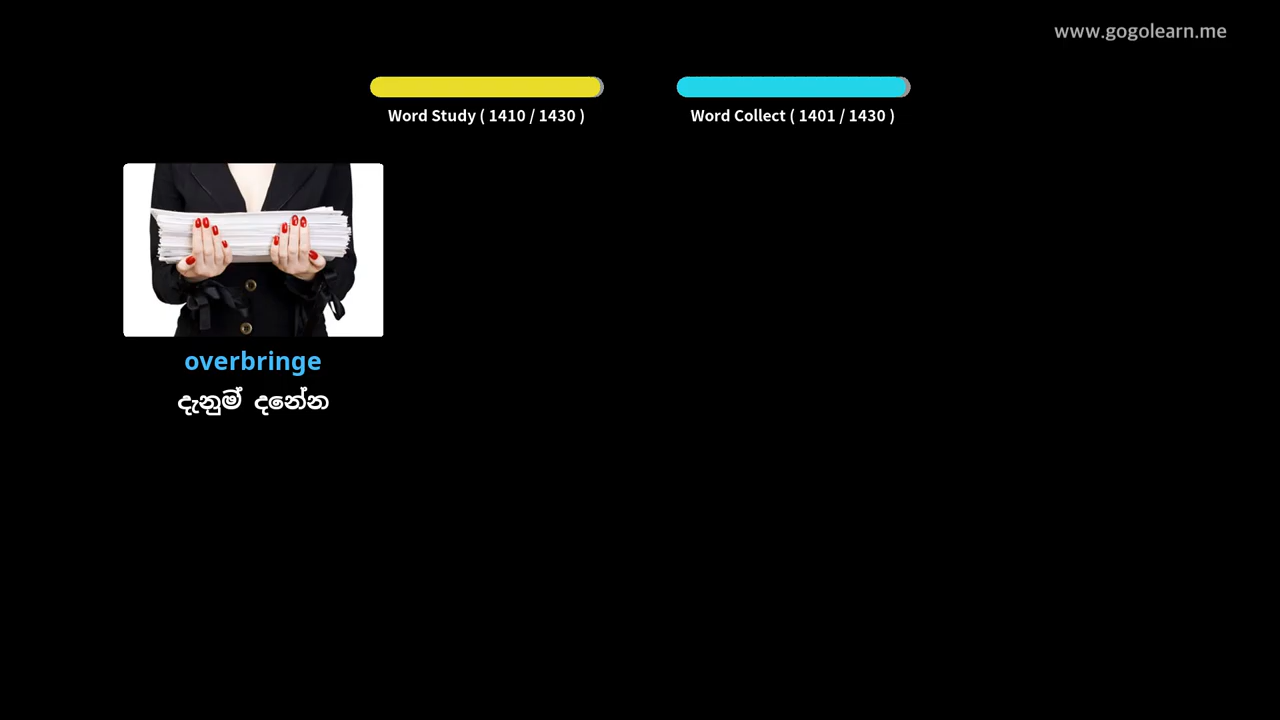 www.gogolearn.me
Word Study ( 1410 / 1430 )
Word Collect ( 1401 / 1430 )
overbringe
දැනුම් දනේන